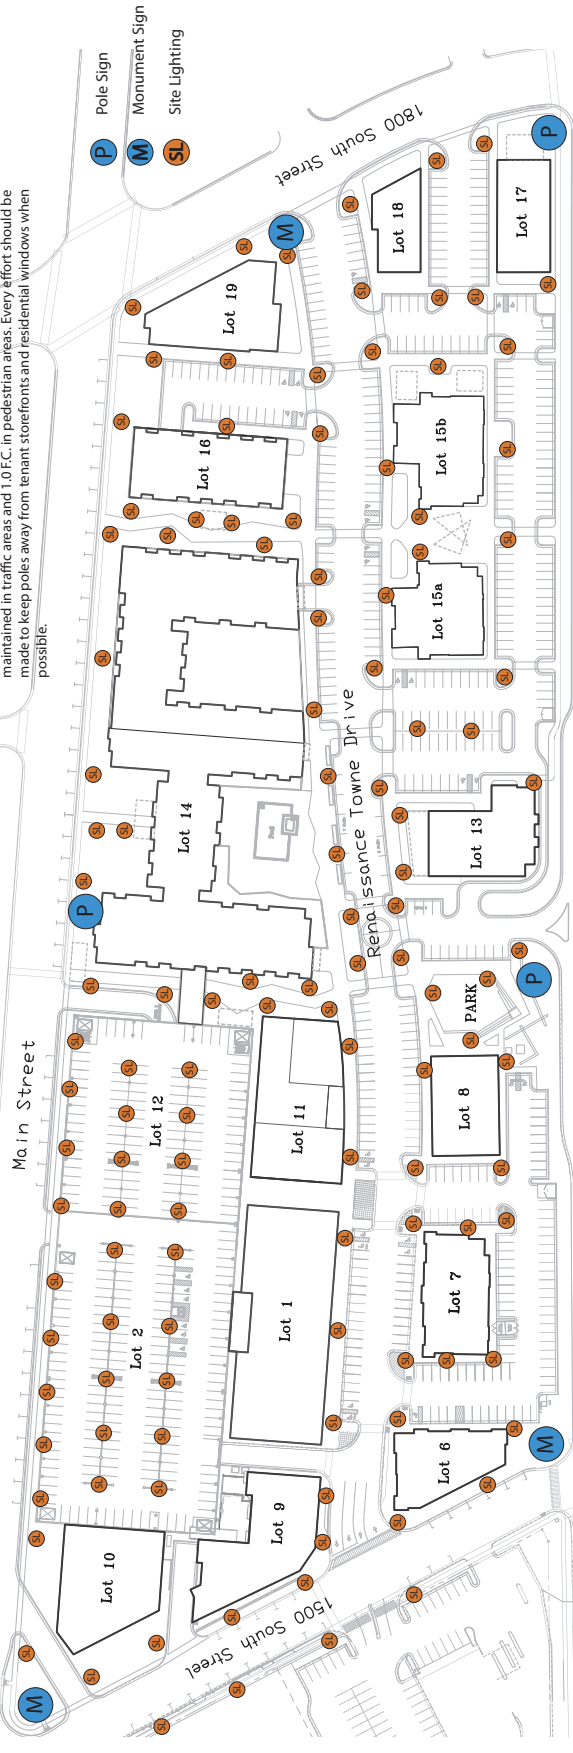 maintained in traffic areas and 1.0 F.C. in pedestrian areas. Every effort should be
made to keep poles away from tenant storefronts and residential windows when
possible.
P Pole Sign
M Monument Sign
SL Site Lighting
1800 South Street
Main Street
Renaissance Towne Drive
1500 South Street
Lot 19
Lot 18
Lot 17
Lot 16
Lot 15b
Lot 15a
Lot 14
Lot 13
PARK
Lot 12
Lot 11
Lot 8
Lot 2
Lot 1
Lot 7
Lot 6
Lot 9
Lot 10